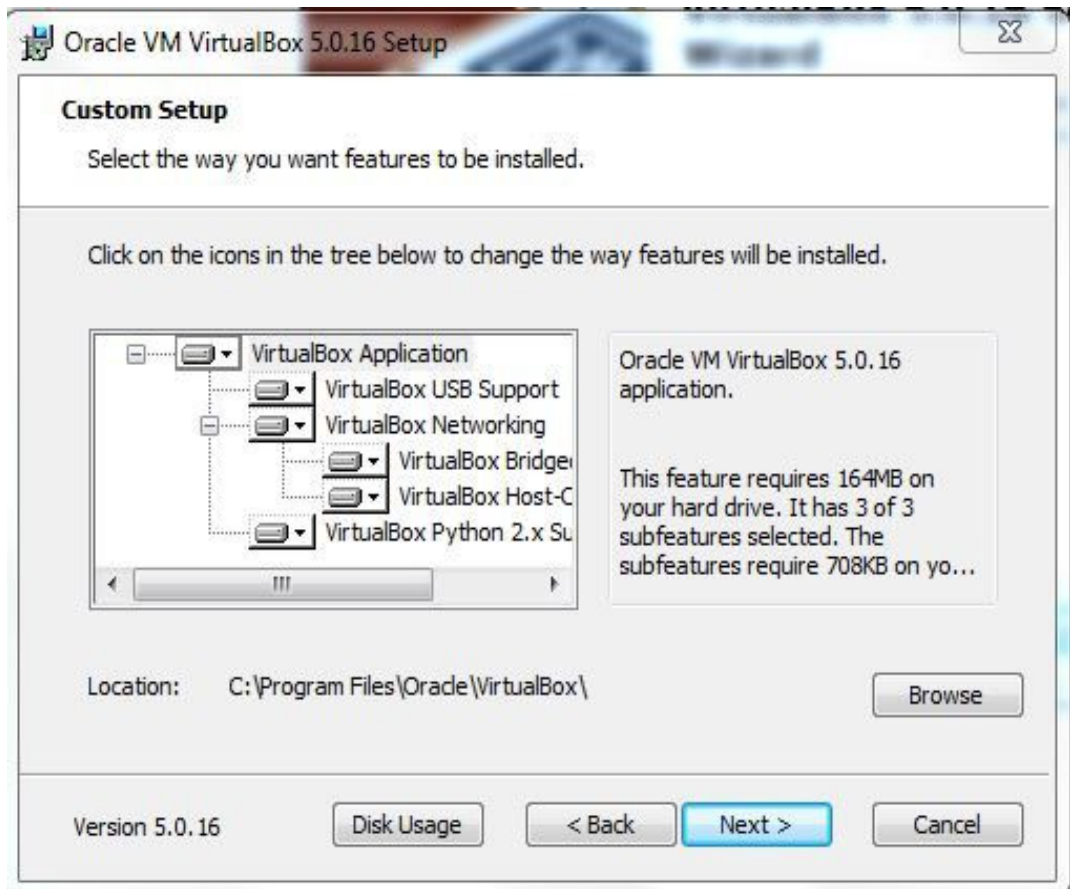 Oracle VM VirtualBox 5.0.16 Setup
Wizard
Custom Setup
Select the way you want features to be installed.
Click on the icons in the tree below to change the way features will be installed.
VirtualBox Application
VirtualBox USB Support
VirtualBox Networking
VirtualBox Bridge
VirtualBox Host-C
VirtualBox Python 2.x Su
Oracle VM VirtualBox 5.0.16
application.
This feature requires 164MB on
your hard drive. It has 3 of 3
subfeatures selected. The
subfeatures require 708KB on yo...
Location: C:\Program Files\Oracle\VirtualBox\
Browse
Version 5.0.16
Disk Usage
< Back
Next >
Cancel